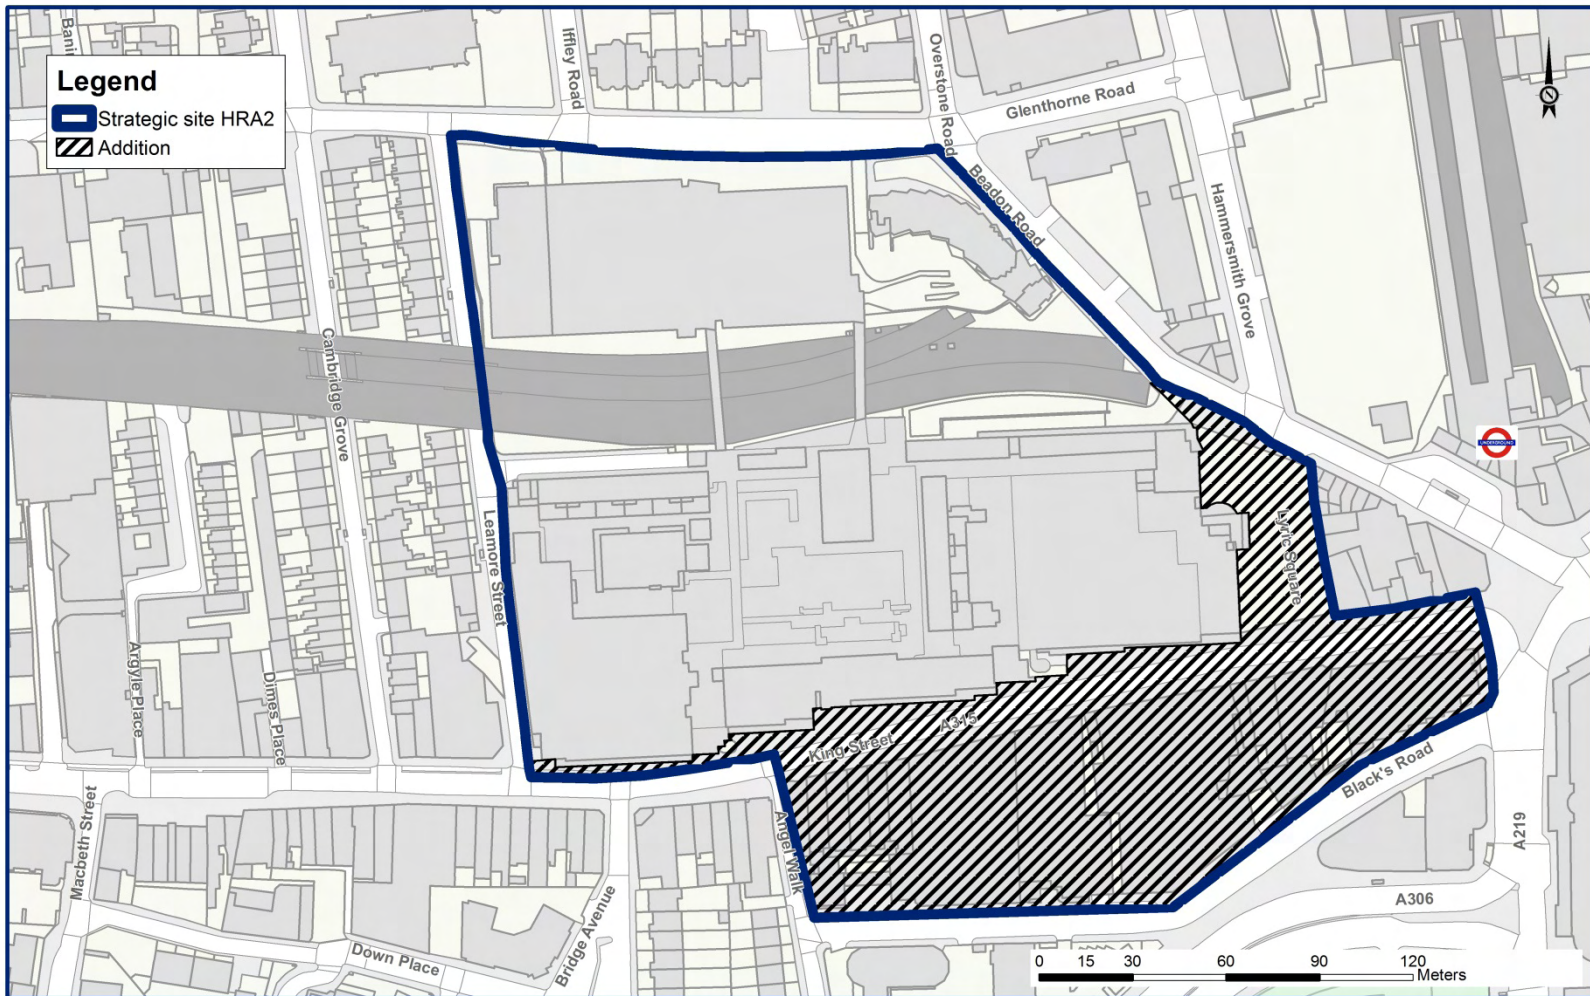 Banin
Iffley Road
Overstone Road
Glenthorne Road
Legend
Strategic site HRA2
Addition
Beadon Road
Hammersmith Grove
Cambridge Grove
UNDERGROUND
Leamore Street
Lyric Square
Argyle Place
Dimes Place
King Street
A315
Black's Road
Macbeth Street
Angel Walk
A219
A306
Bridge Avenue
Down Place
0 15 30 60 90 120
Meters